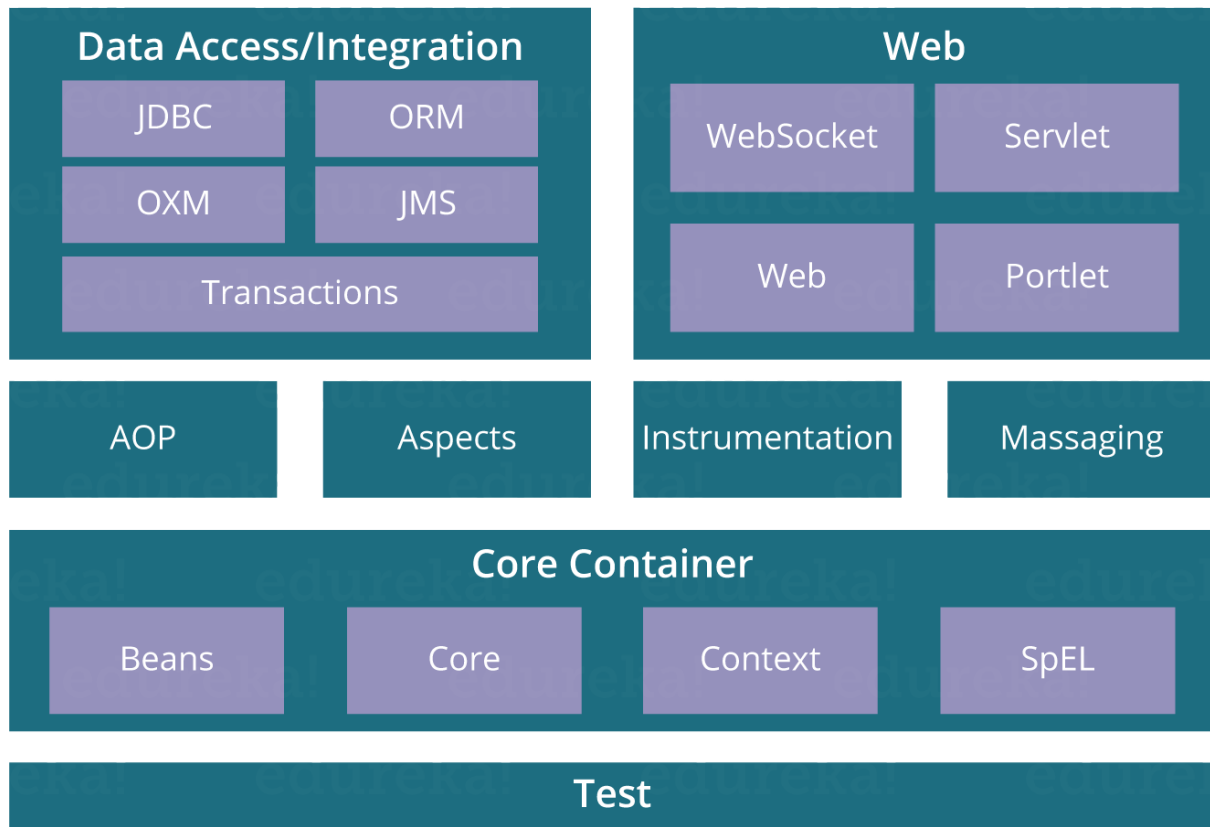 Data Access/Integration
JDBC
ORM
OXM
JMS
Transactions
Web
WebSocket
Servlet
Web
Portlet
AOP
Aspects
Instrumentation
Massaging
Core Container
Beans
Core
Context
SpEL
Test
edureka!